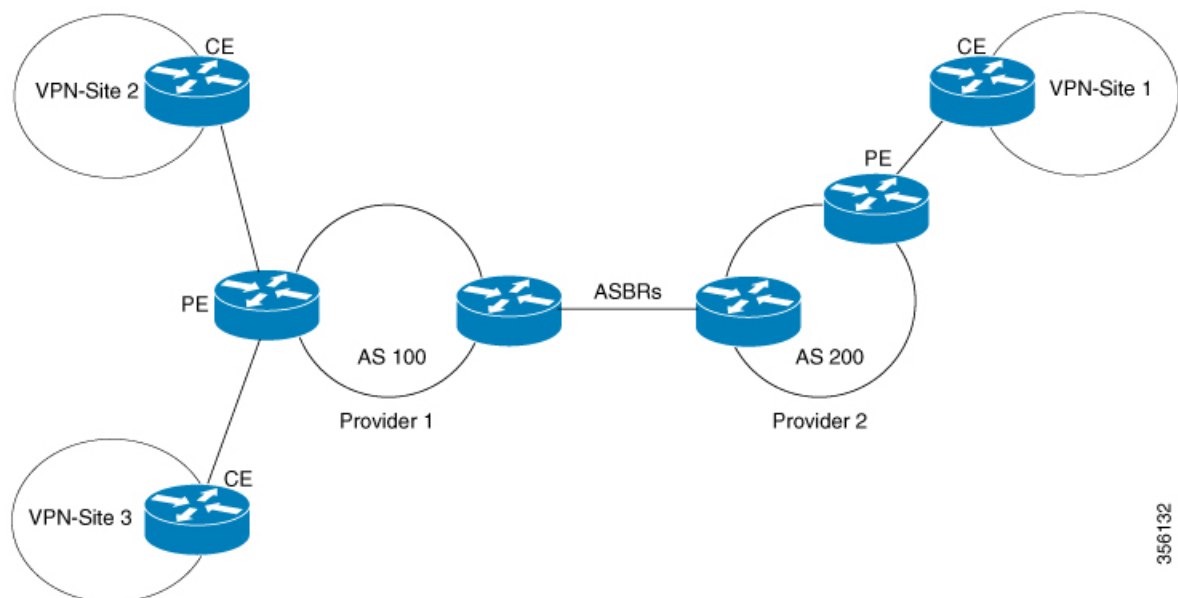 CE
VPN-Site 2
CE
VPN-Site 1
PE
PE
ASBRs
AS 100
AS 200
Provider 1
Provider 2
CE
VPN-Site 3
356132